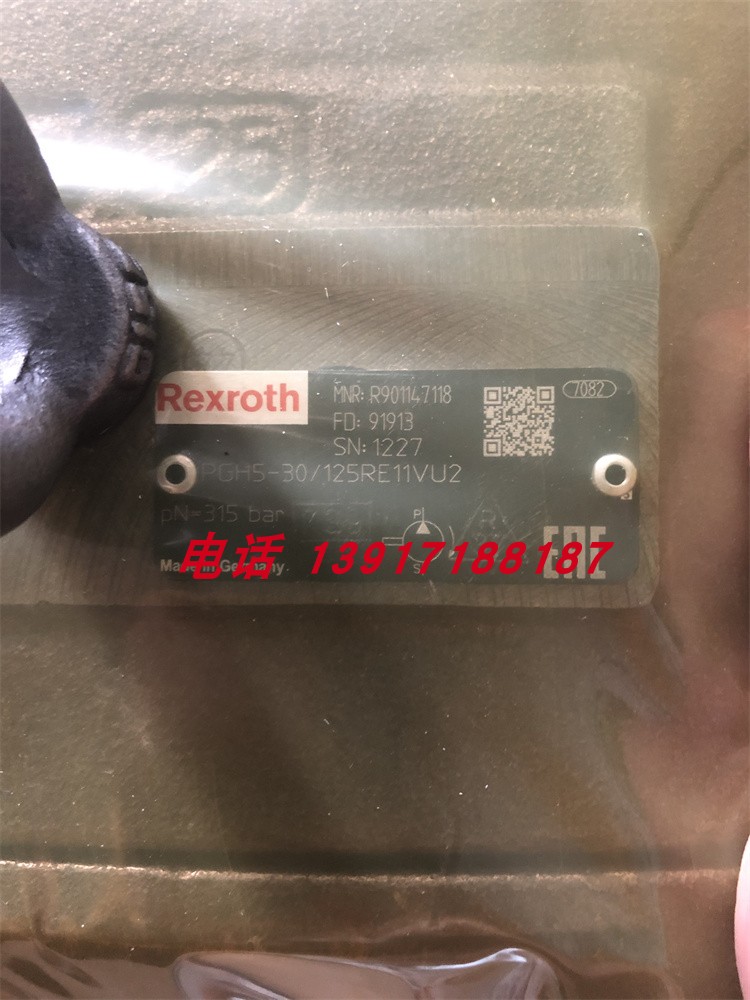 Rexroth
MNR: R901147118
7082
FD: 91913
SN: 1227
PGH5-30/125RE11VU2
pN=315 bar
P
S
Made in Germany
EAC
电话 13917188187